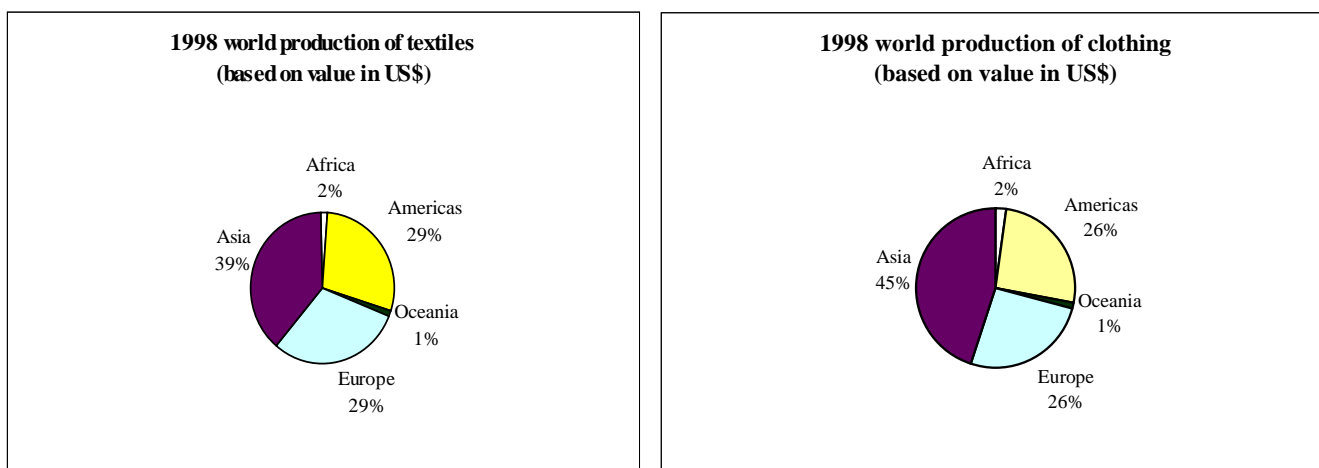 1998 world production of textiles
(based on value in US$)
Africa
2%
Americas
29%
Asia
39%
Oceania
1%
Europe
29%
1998 world production of clothing
(based on value in US$)
Africa
2%
Americas
26%
Asia
45%
Oceania
1%
Europe
26%